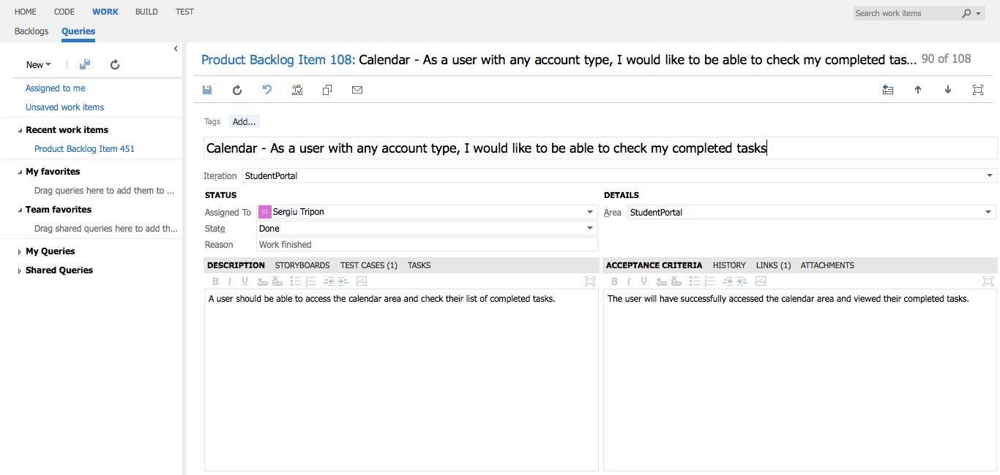 HOME CODE WORK BUILD TEST
Search work items
Backlogs Queries
New
Assigned to me
Unsaved work items
Recent work items
Product Backlog Item 451
My favorites
Drag queries here to add them to ...
Team favorites
Drag shared queries here to add th...
My Queries
Shared Queries
Product Backlog Item 108: Calendar - As a user with any account type, I would like to be able to check my completed tas... 90 of 108
Tags Add...
Calendar - As a user with any account type, I would like to be able to check my completed tasks
Iteration StudentPortal
STATUS
Assigned To ST Sergiu Tripon
State Done
Reason Work finished
DETAILS
Area StudentPortal
DESCRIPTION STORYBOARDS TEST CASES (1) TASKS
B I U
A user should be able to access the calendar area and check their list of completed tasks.
ACCEPTANCE CRITERIA HISTORY LINKS (1) ATTACHMENTS
B I U
The user will have successfully accessed the calendar area and viewed their completed tasks.